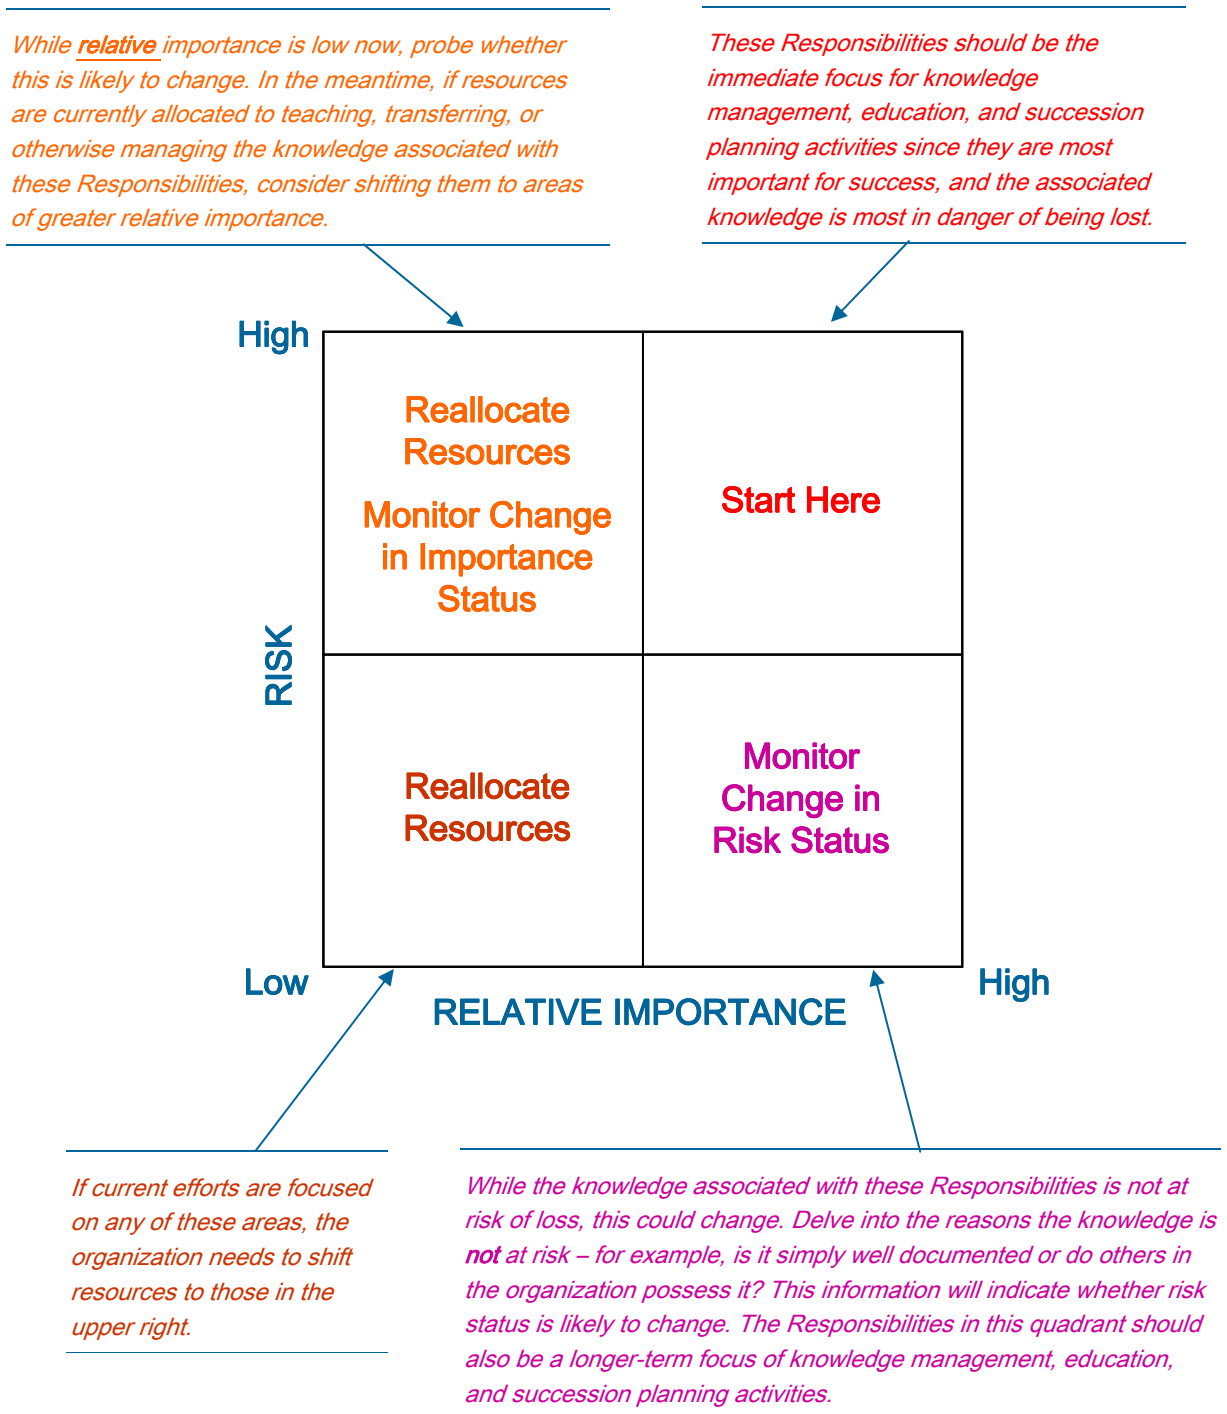 While relative importance is low now, probe whether
this is likely to change. In the meantime, if resources
are currently allocated to teaching, transferring, or
otherwise managing the knowledge associated with
these Responsibilities, consider shifting them to areas
of greater relative importance.
These Responsibilities should be the
immediate focus for knowledge
management, education, and succession
planning activities since they are most
important for success, and the associated
knowledge is most in danger of being lost.
High
Reallocate
Resources
Monitor Change
in Importance
Status
Start Here
RISK
Reallocate
Resources
Monitor
Change in
Risk Status
Low
High
RELATIVE IMPORTANCE
If current efforts are focused
on any of these areas, the
organization needs to shift
resources to those in the
upper right.
While the knowledge associated with these Responsibilities is not at
risk of loss, this could change. Delve into the reasons the knowledge is
not at risk – for example, is it simply well documented or do others in
the organization possess it? This information will indicate whether risk
status is likely to change. The Responsibilities in this quadrant should
also be a longer-term focus of knowledge management, education,
and succession planning activities.